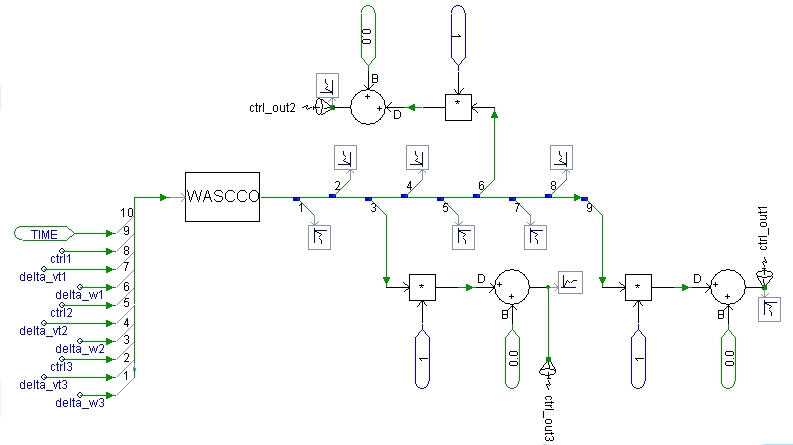 0.0
1
B
ctrl_out2
+
+
D
*
2
4
6
8
WASCCO
1
3
5
7
9
10
TIME
9
8
ctrl1
7
delta_vt1
6
delta_w1
5
ctrl2
4
delta_vt2
3
delta_w2
2
ctrl3
1
delta_vt3
delta_w3
*
D
+
+
B
1
0.0
ctrl_out3
*
D
+
+
B
1
0.0
ctrl_out1